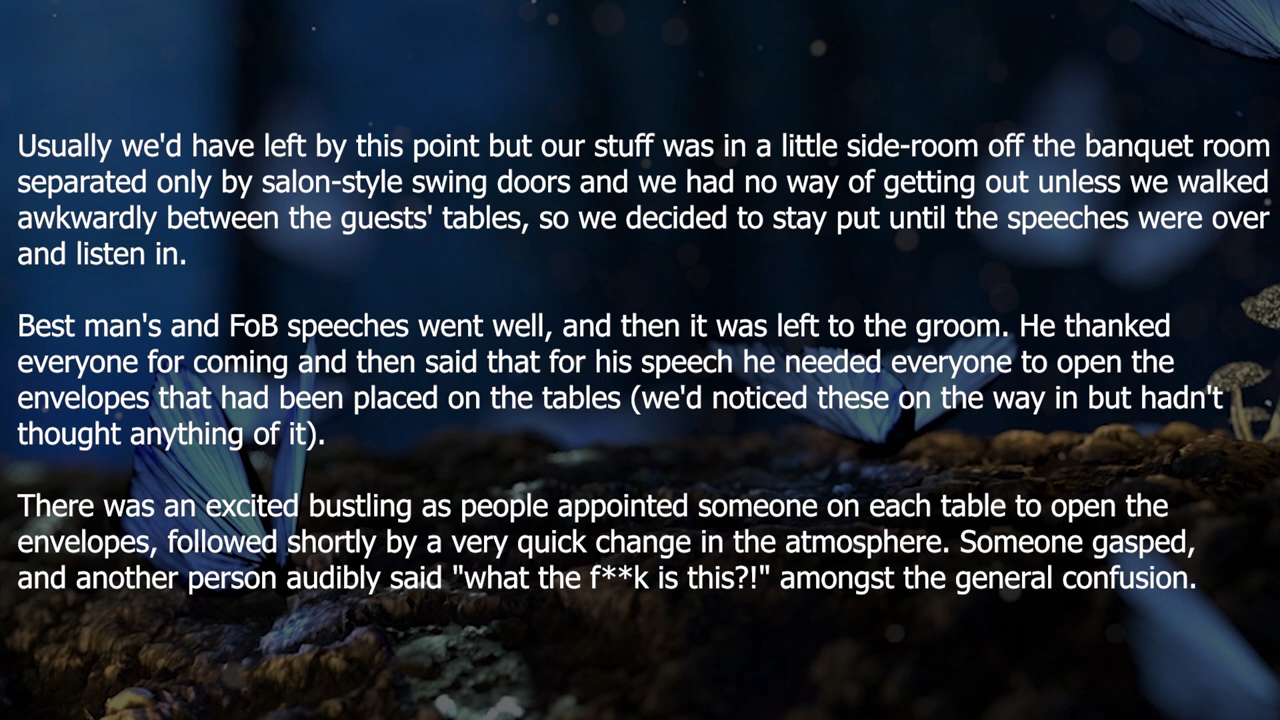 Usually we'd have left by this point but our stuff was in a little side-room off the banquet room
separated only by salon-style swing doors and we had no way of getting out unless we walked
awkwardly between the guests' tables, so we decided to stay put until the speeches were over
and listen in.
Best man's and FoB speeches went well, and then it was left to the groom. He thanked
everyone for coming and then said that for his speech he needed everyone to open the
envelopes that had been placed on the tables (we'd noticed these on the way in but hadn't
thought anything of it).
There was an excited bustling as people appointed someone on each table to open the
envelopes, followed shortly by a very quick change in the atmosphere. Someone gasped,
and another person audibly said "what the f**k is this?!" amongst the general confusion.